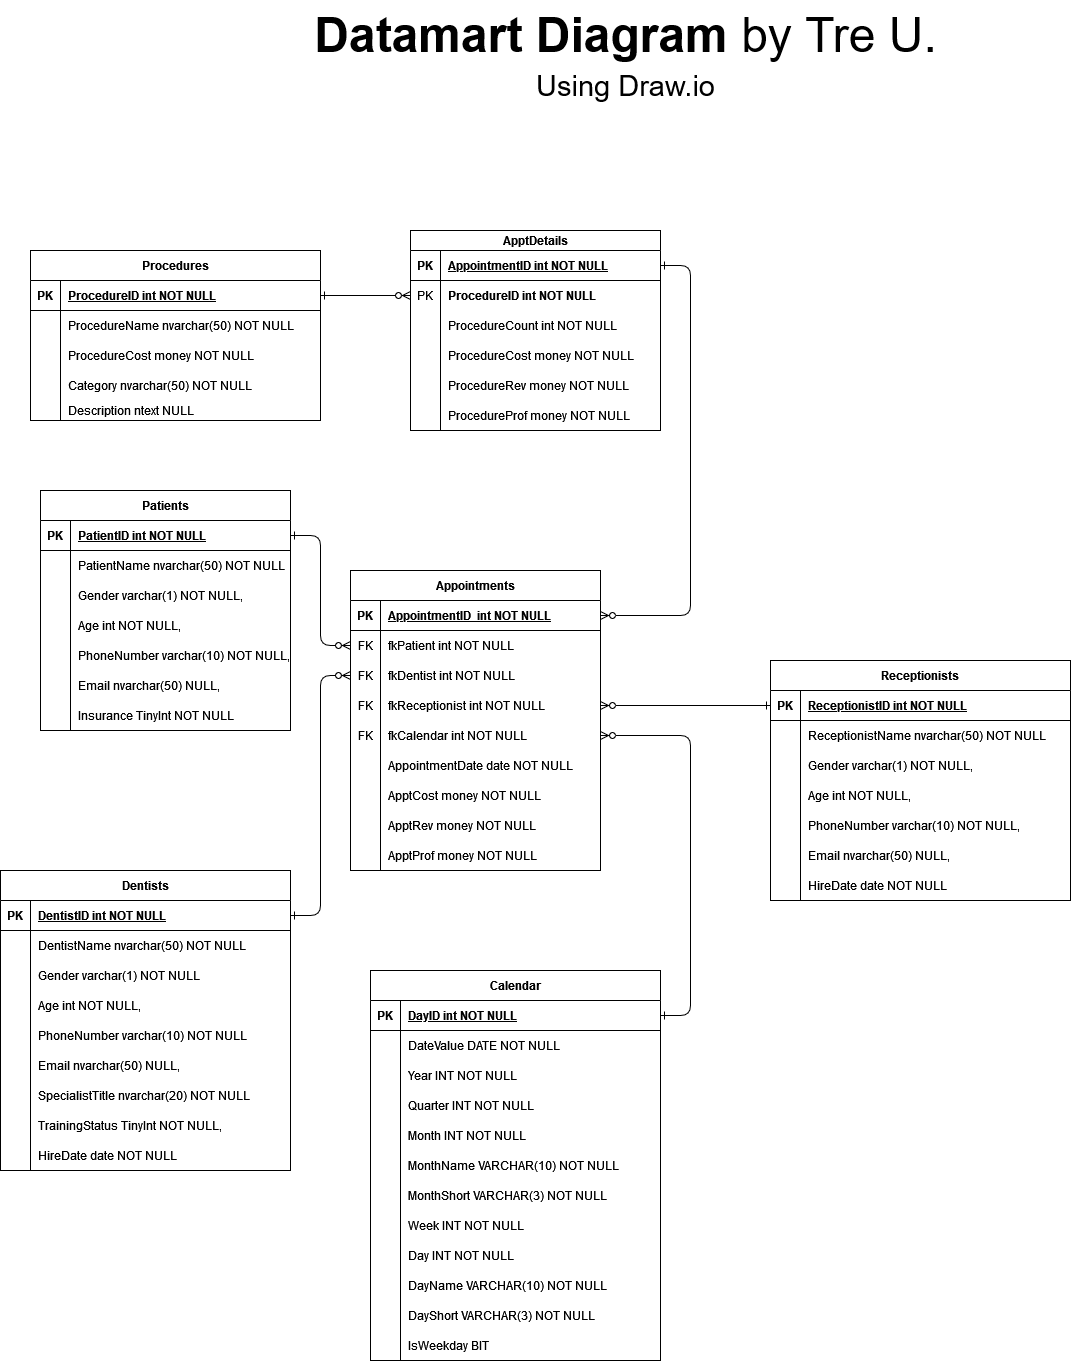 Datamart Diagram by Tre U.
Using Draw.io
ApptDetails
PK AppointmentID int NOT NULL
PK ProcedureID int NOT NULL
ProcedureCount int NOT NULL
ProcedureCost money NOT NULL
ProcedureRev money NOT NULL
ProcedureProf money NOT NULL
Procedures
PK ProcedureID int NOT NULL
ProcedureName nvarchar(50) NOT NULL
ProcedureCost money NOT NULL
Category nvarchar(50) NOT NULL
Description ntext NULL
Patients
PK PatientID int NOT NULL
PatientName nvarchar(50) NOT NULL
Gender varchar(1) NOT NULL,
Age int NOT NULL,
PhoneNumber varchar(10) NOT NULL,
Email nvarchar(50) NULL,
Insurance TinyInt NOT NULL
Appointments
PK AppointmentID int NOT NULL
FK fkPatient int NOT NULL
FK fkDentist int NOT NULL
FK fkReceptionist int NOT NULL
FK fkCalendar int NOT NULL
AppointmentDate date NOT NULL
ApptCost money NOT NULL
ApptRev money NOT NULL
ApptProf money NOT NULL
Receptionists
PK ReceptionistID int NOT NULL
ReceptionistName nvarchar(50) NOT NULL
Gender varchar(1) NOT NULL,
Age int NOT NULL,
PhoneNumber varchar(10) NOT NULL,
Email nvarchar(50) NULL,
HireDate date NOT NULL
Dentists
PK DentistID int NOT NULL
DentistName nvarchar(50) NOT NULL
Gender varchar(1) NOT NULL
Age int NOT NULL,
PhoneNumber varchar(10) NOT NULL
Email nvarchar(50) NULL,
SpecialistTitle nvarchar(20) NOT NULL
TrainingStatus TinyInt NOT NULL,
HireDate date NOT NULL
Calendar
PK DayID int NOT NULL
DateValue DATE NOT NULL
Year INT NOT NULL
Quarter INT NOT NULL
Month INT NOT NULL
MonthName VARCHAR(10) NOT NULL
MonthShort VARCHAR(3) NOT NULL
Week INT NOT NULL
Day INT NOT NULL
DayName VARCHAR(10) NOT NULL
DayShort VARCHAR(3) NOT NULL
IsWeekday BIT